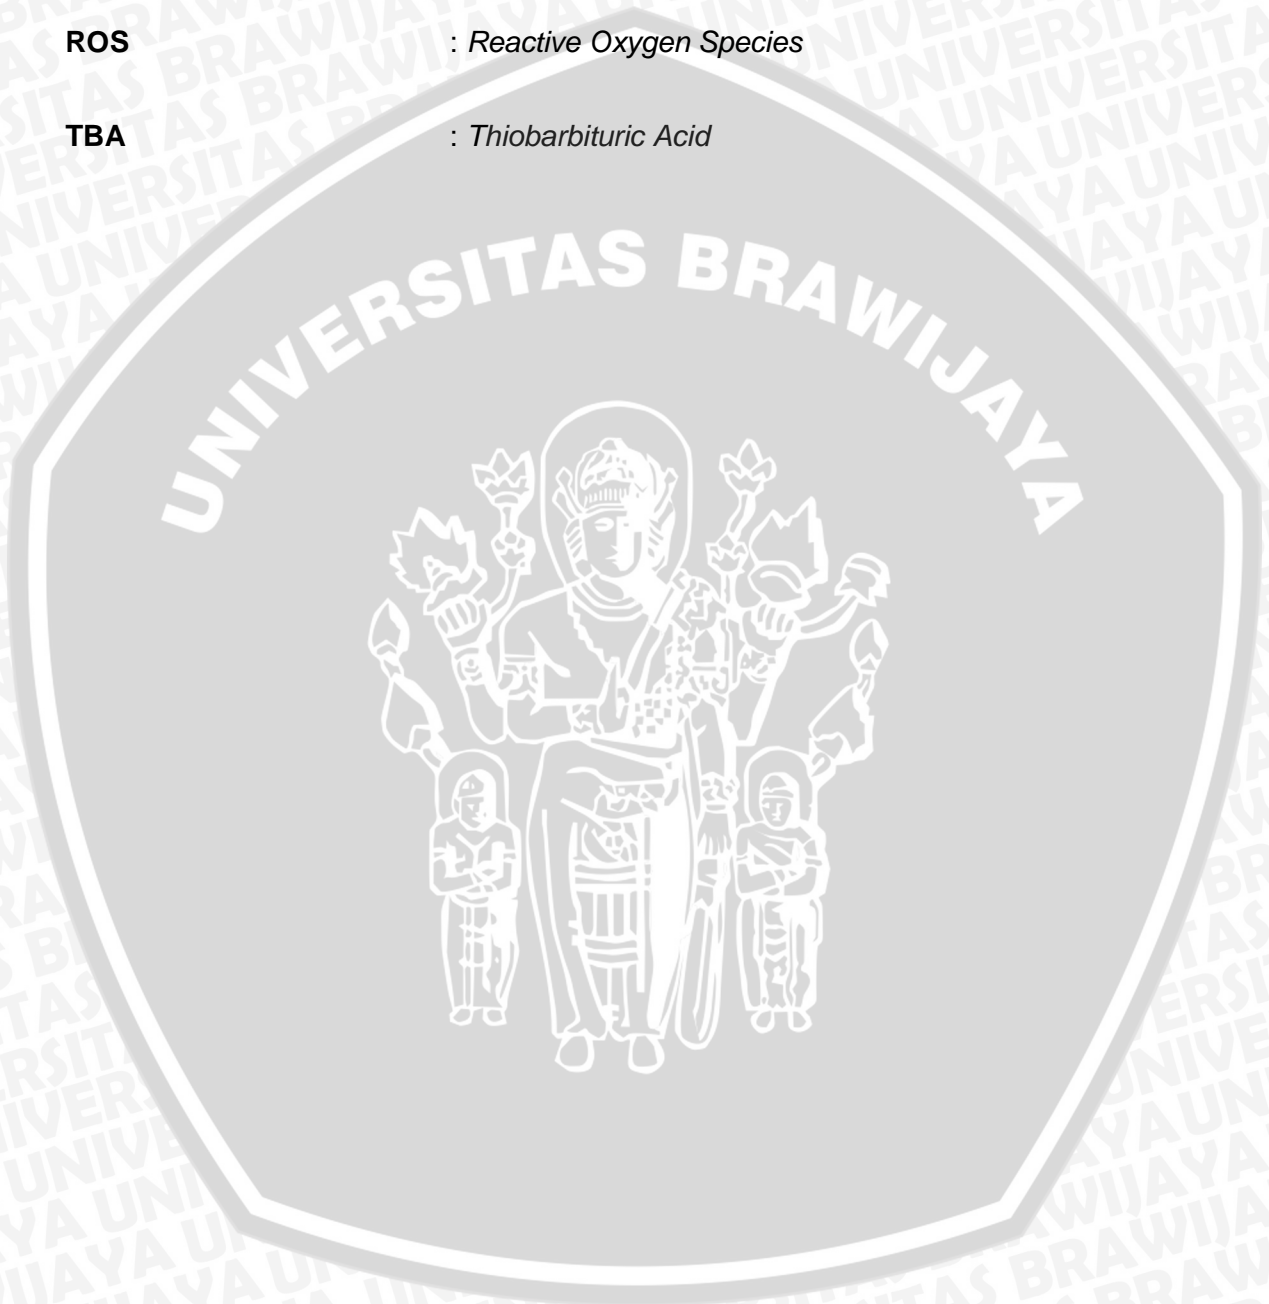 ROS : Reactive Oxygen Species
TBA : Thiobarbituric Acid
UNIVERSITAS BRAWIJAYA